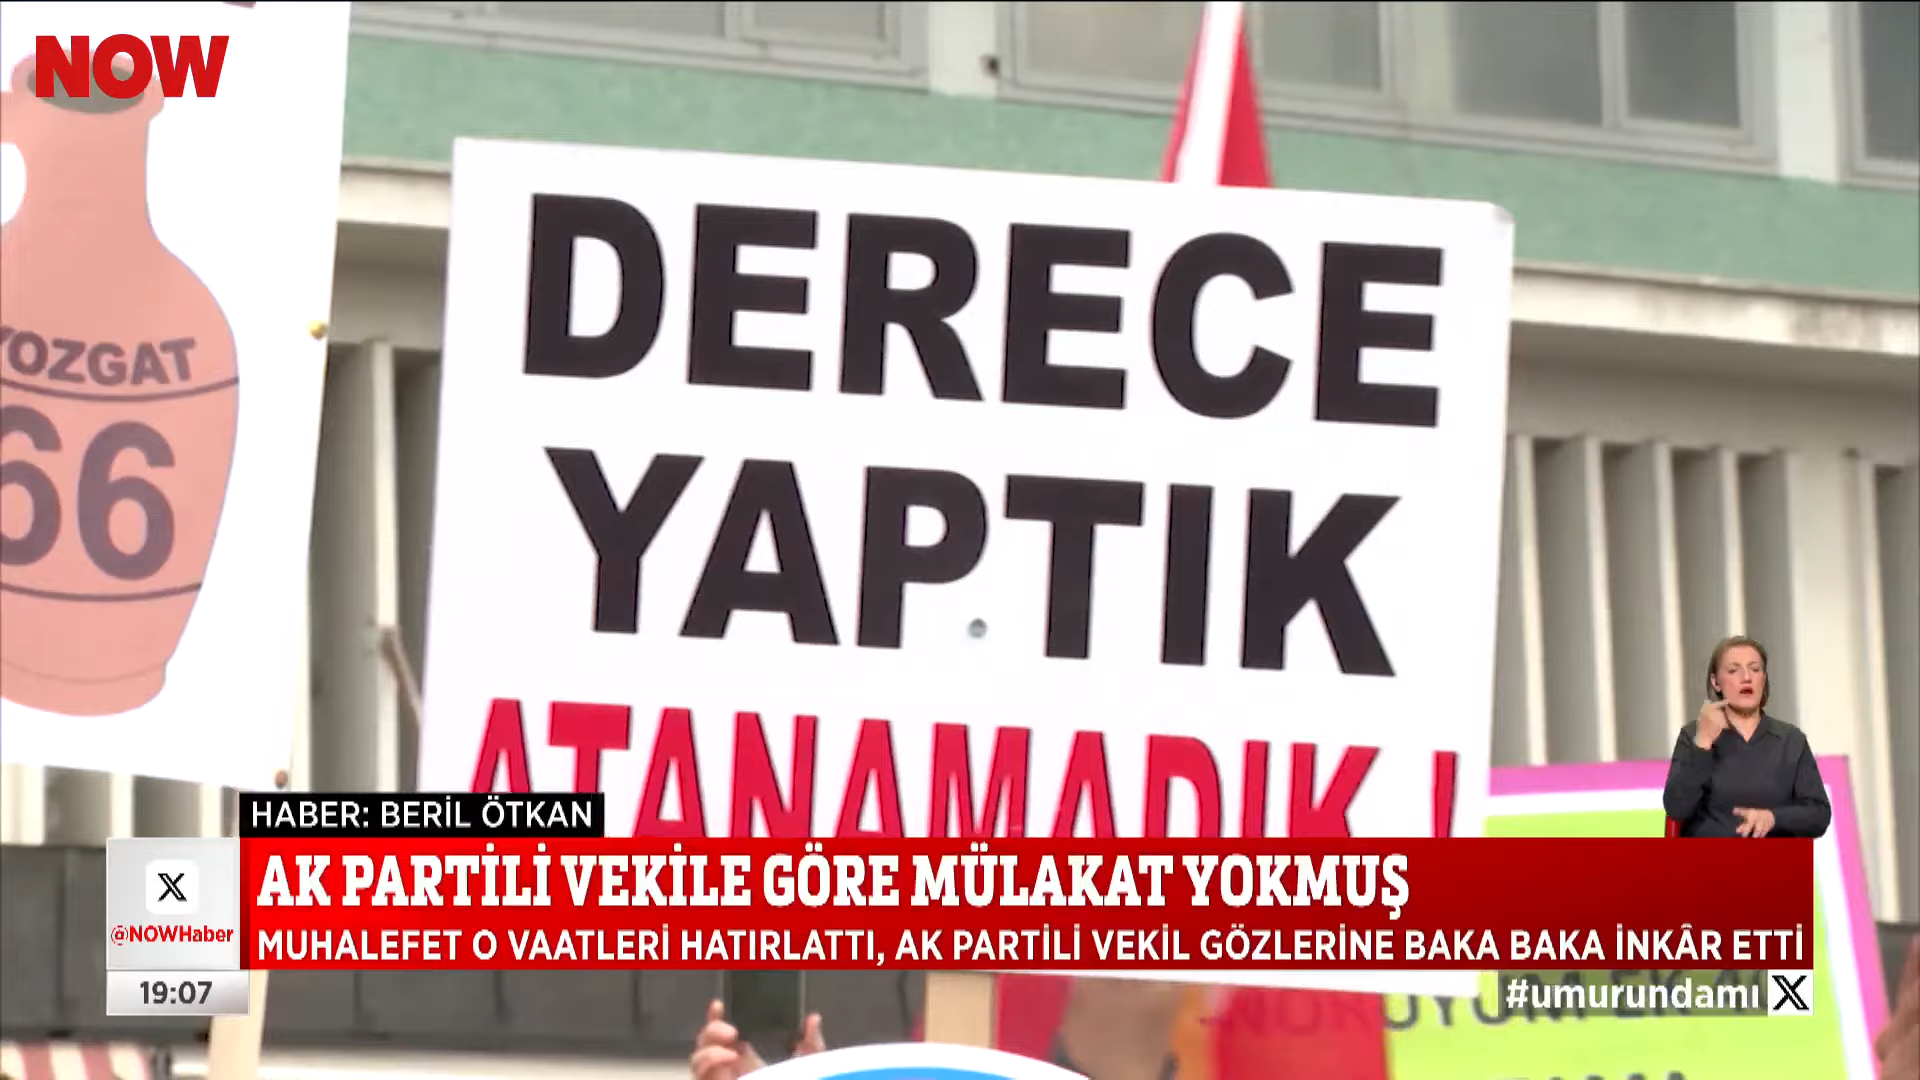 NOW
YOZGAT
66
DERECE
YAPTIK
ATANAMADIK !
HABER: BERİL ÖTKAN
X
@NOWHaber
AK PARTİLİ VEKİLE GÖRE MÜLAKAT YOKMUŞ
MUHALEFET O VAATLERİ HATIRLATTI, AK PARTİLİ VEKİL GÖZLERİNE BAKA BAKA İNKÂR ETTİ
19:07
#umurundamı X